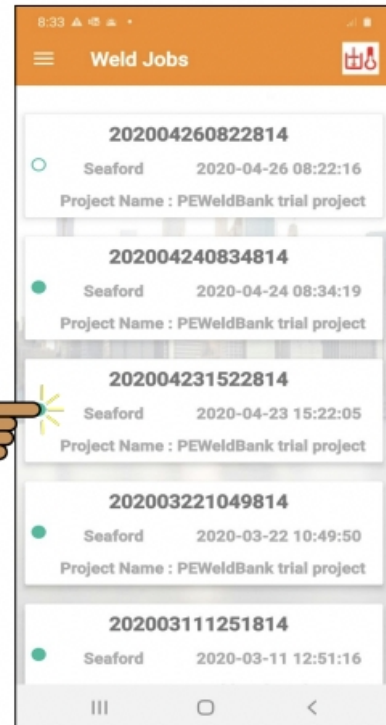 8:33
Weld Jobs
202004260822814
Seaford 2020-04-26 08:22:16
Project Name : PEWeldBank trial project
202004240834814
Seaford 2020-04-24 08:34:19
Project Name : PEWeldBank trial project
202004231522814
Seaford 2020-04-23 15:22:05
Project Name : PEWeldBank trial project
202003221049814
Seaford 2020-03-22 10:49:50
Project Name : PEWeldBank trial project
202003111251814
Seaford 2020-03-11 12:51:16